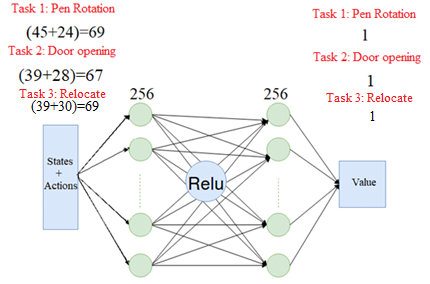 Task 1: Pen Rotation
(45+24)=69
Task 2: Door opening
(39+28)=67
Task 3: Relocate
(39+30)=69
256
256
Task 1: Pen Rotation
1
Task 2: Door opening
1
Task 3: Relocate
1
States
+
Actions
Relu
Value